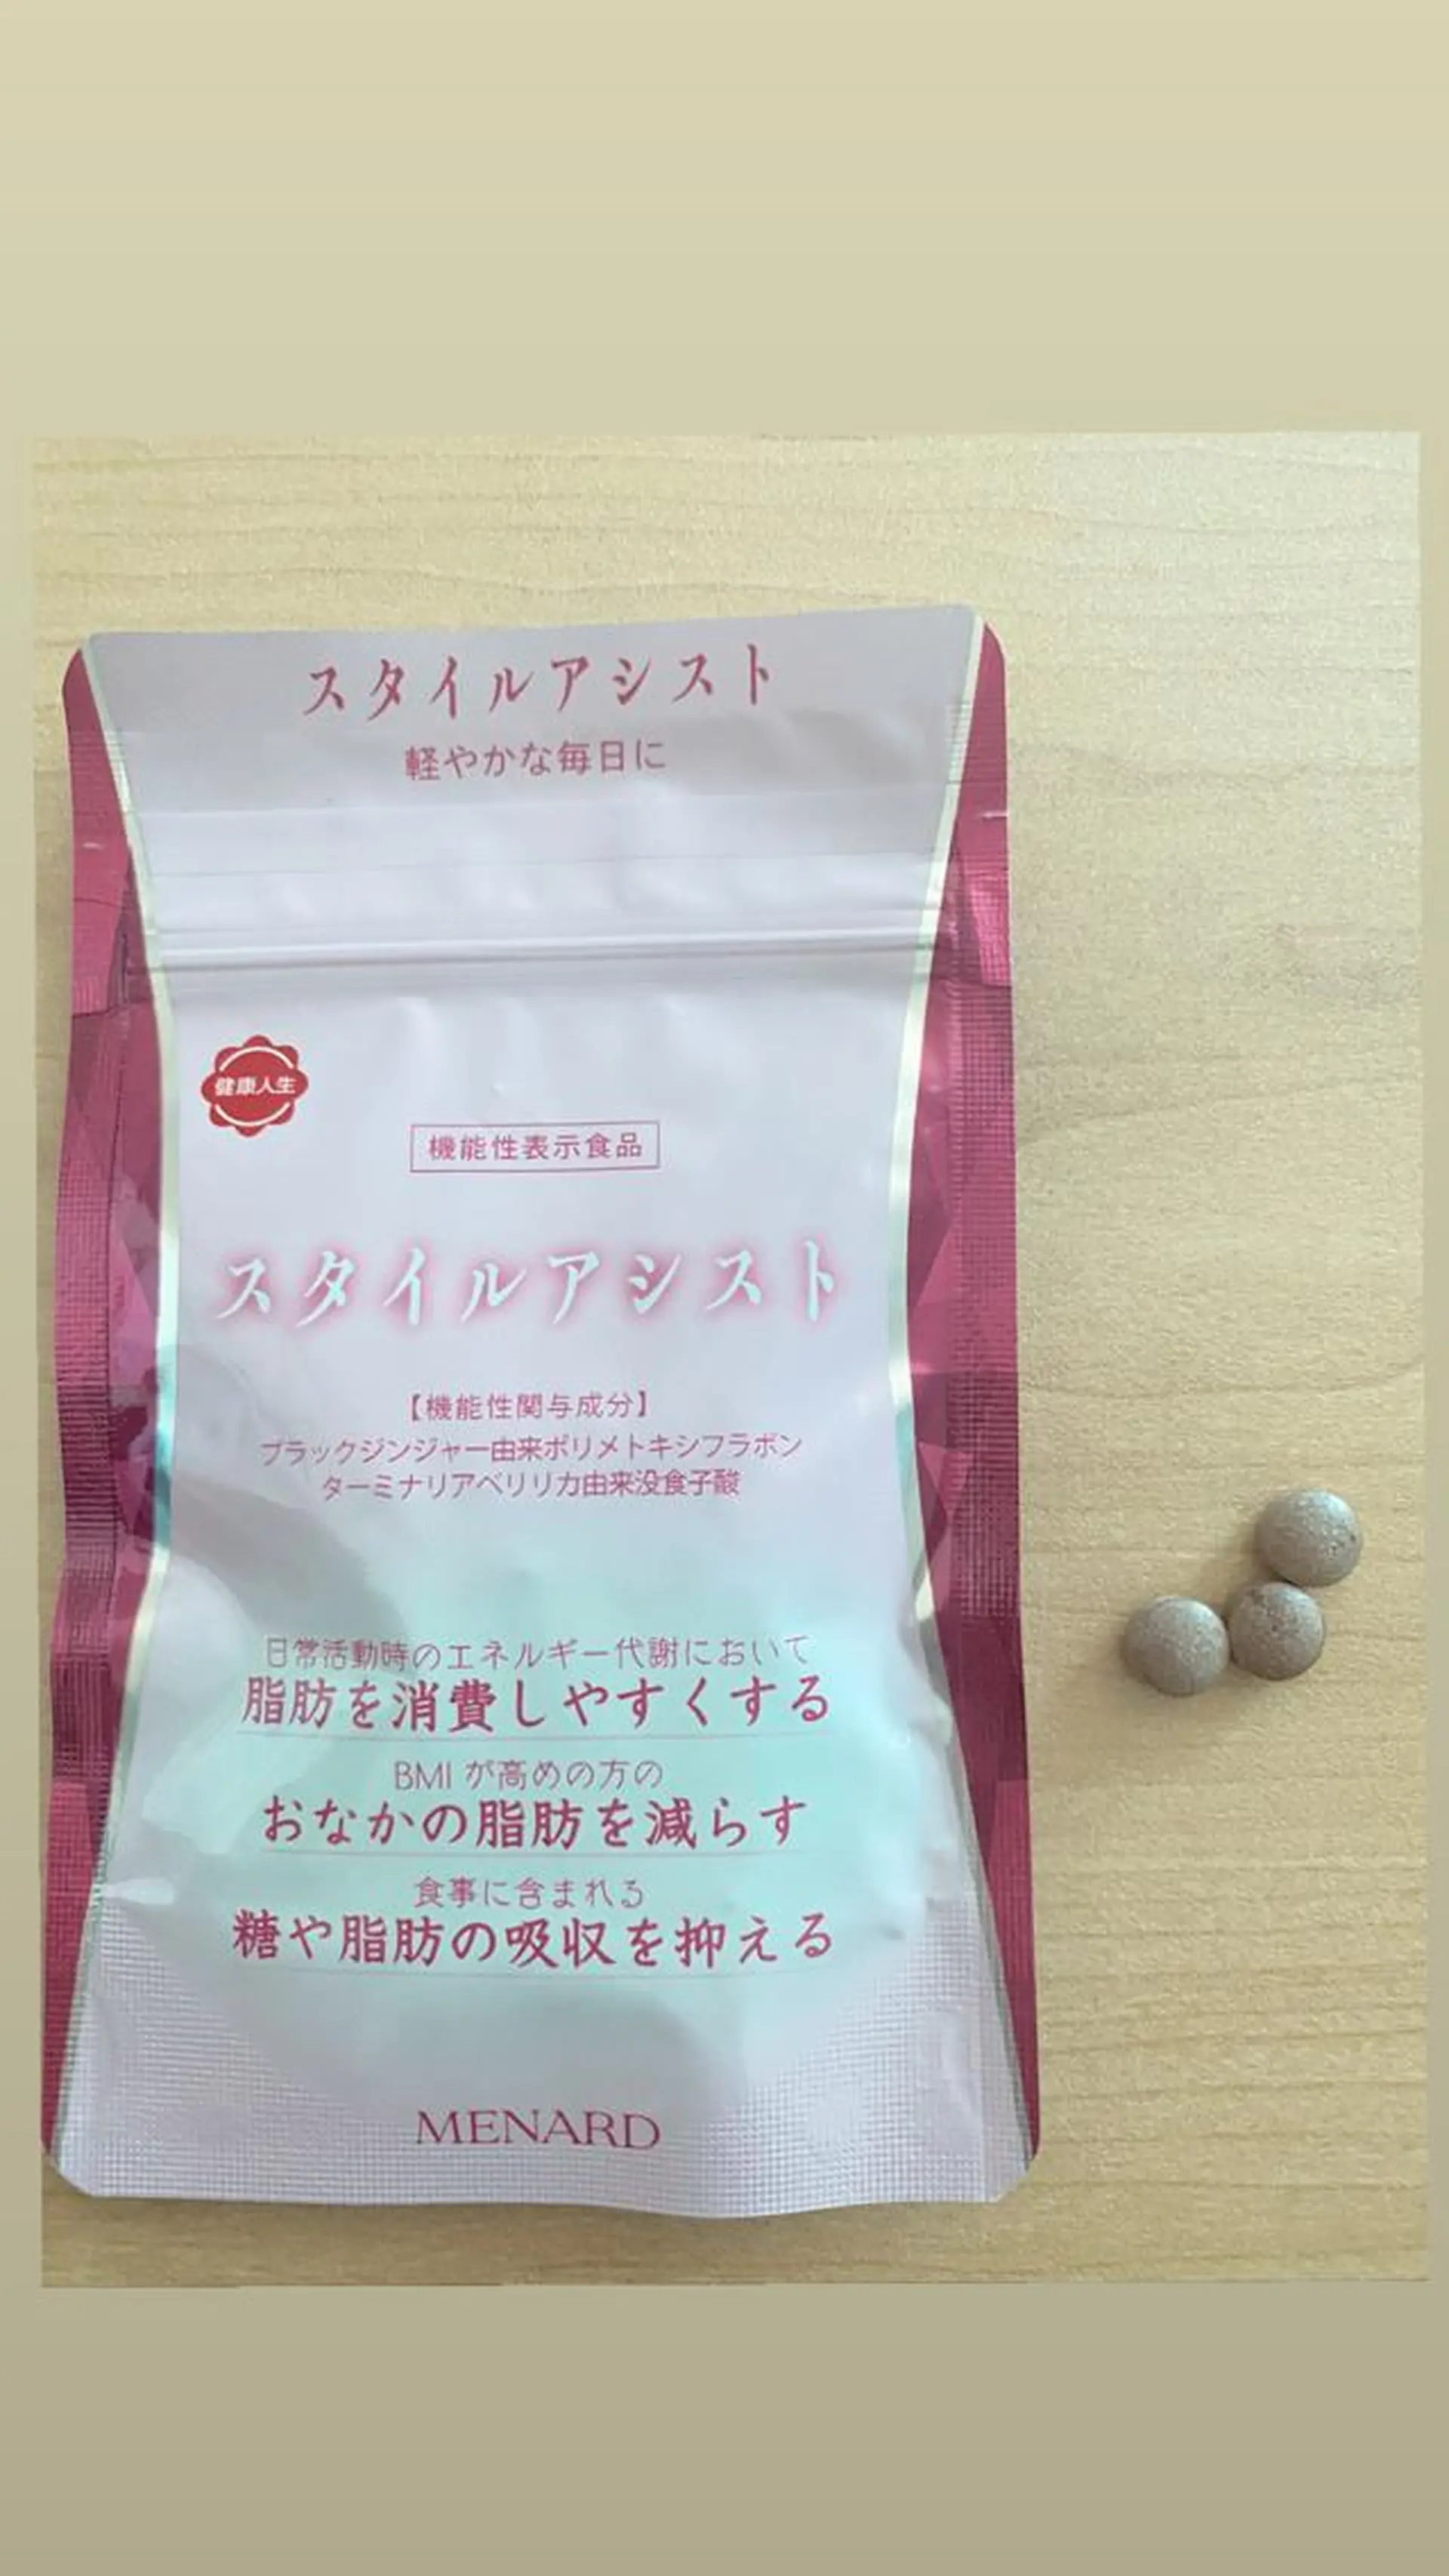 スタイルアシスト
軽やかな毎日に
健康人生
機能性表示食品
スタイルアシスト
【機能性関与成分】
ブラックジンジャー由来ポリメトキシフラボン
ターミナリアベリリカ由来没食子酸
日常活動時のエネルギー代謝において
脂肪を消費しやすくする
BMI が高めの方の
おなかの脂肪を減らす
食事に含まれる
糖や脂肪の吸収を抑える
MENARD